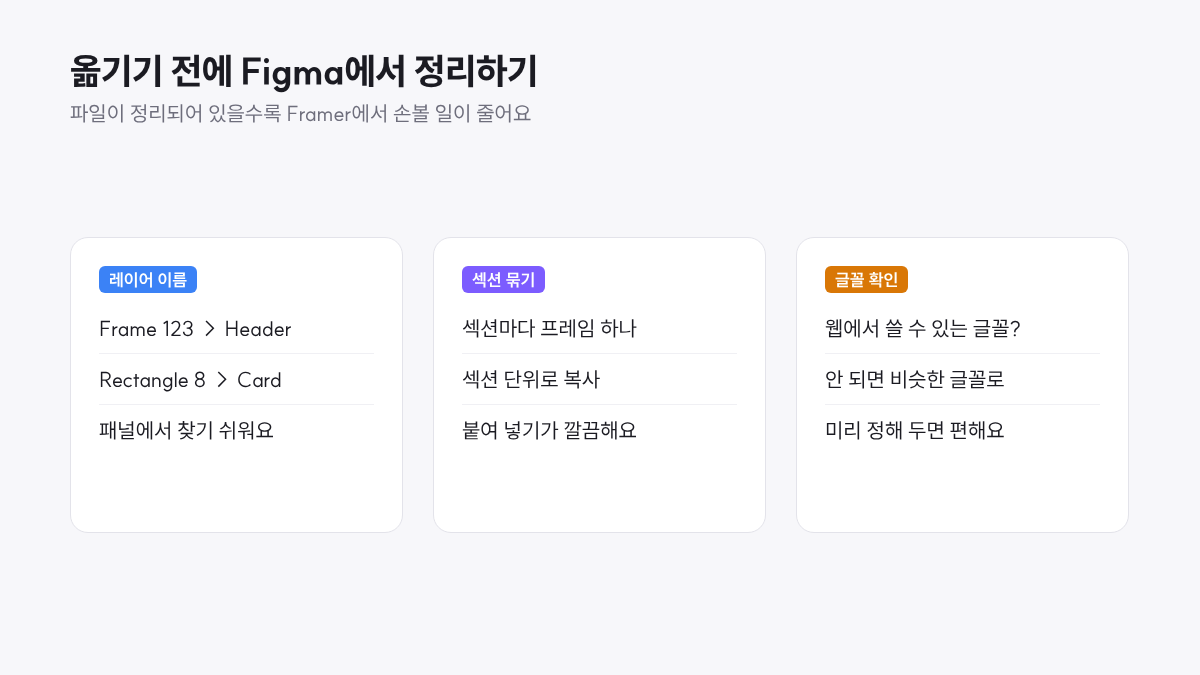 옮기기 전에 Figma에서 정리하기
파일이 정리되어 있을수록 Framer에서 손볼 일이 줄어요
레이어 이름
Frame 123 > Header
Rectangle 8 > Card
패널에서 찾기 쉬워요
섹션 묶기
섹션마다 프레임 하나
섹션 단위로 복사
붙여 넣기가 깔끔해요
글꼴 확인
웹에서 쓸 수 있는 글꼴?
안 되면 비슷한 글꼴로
미리 정해 두면 편해요